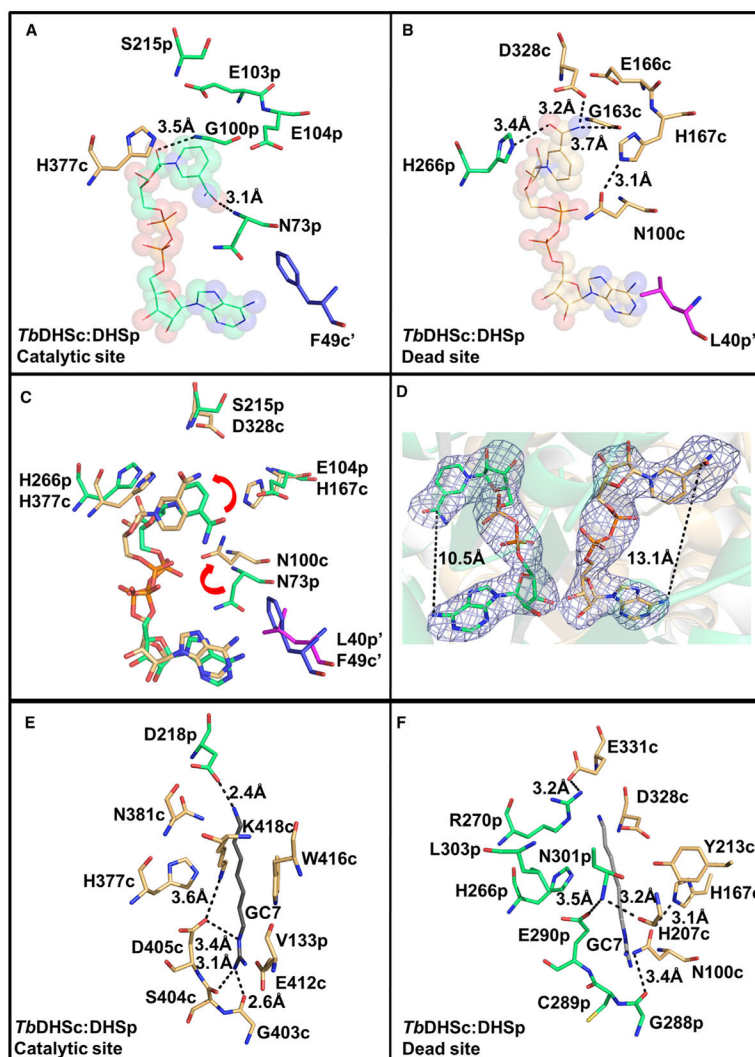 A
S215p
E103p
3.5Å
G100p
E104p
H377c
3.1Å
N73p
TbDHSc:DHSp
Catalytic site
F49c'
B
D328c
E166c
3.2Å
G163c
3.4Å
3.7Å
H167c
H266p
3.1Å
N100c
TbDHSc:DHSp
Dead site
L40p'
C
S215p
D328c
H266p
H377c
E104p
H167c
N100c
N73p
L40p'
F49c'
D
10.5Å
13.1Å
E
D218p
2.4Å
N381c
K418c
W416c
H377c
3.6Å
GC7
3.4Å
V133p
D405c
3.1Å
E412c
S404c
2.6Å
G403c
TbDHSc:DHSp
Catalytic site
F
E331c
3.2Å
D328c
R270p
L303p
N301p
Y213c
H266p
3.5Å
3.2Å
H167c
3.1Å
E290p
GC7
H207c
N100c
3.4Å
C289p
G288p
TbDHSc:DHSp
Dead site